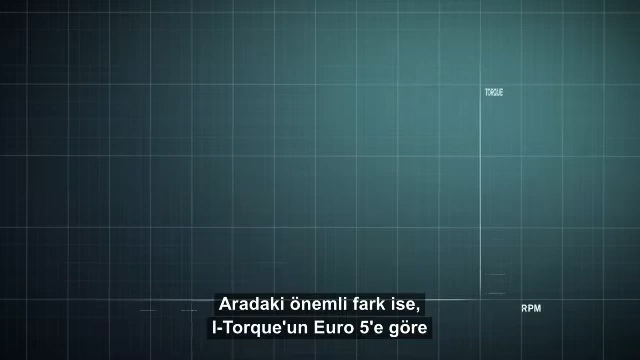 TORQUE
RPM
Aradaki önemli fark ise,
I-Torque'un Euro 5'e göre